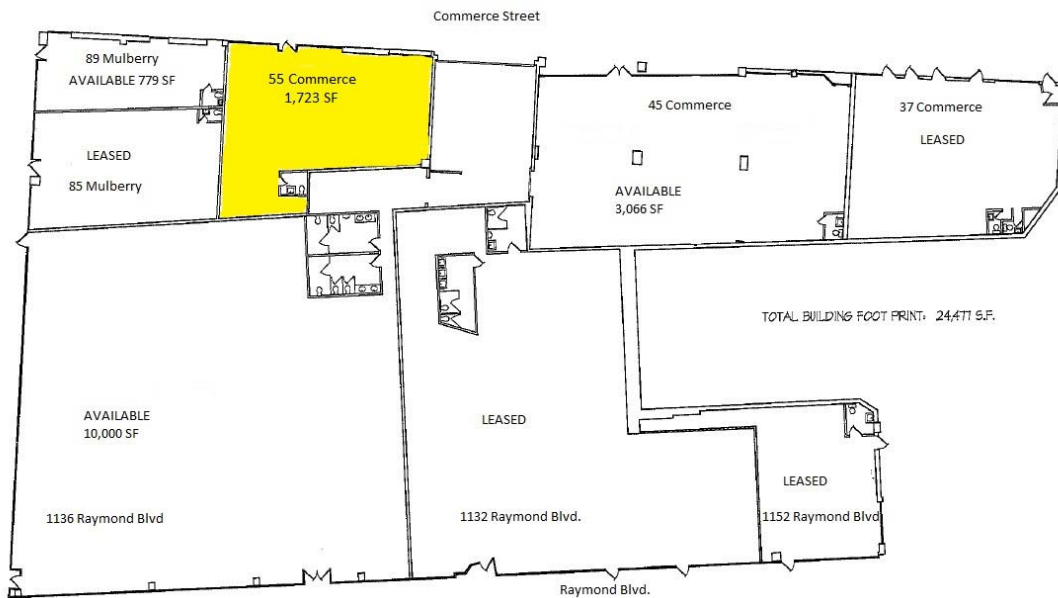 Commerce Street
89 Mulberry
AVAILABLE 779 SF
55 Commerce
1,723 SF
45 Commerce
37 Commerce
LEASED
LEASED
85 Mulberry
AVAILABLE
3,066 SF
TOTAL BUILDING FOOT PRINT: 24,477 S.F.
AVAILABLE
10,000 SF
LEASED
LEASED
1136 Raymond Blvd
1132 Raymond Blvd.
1152 Raymond Blvd
Raymond Blvd.